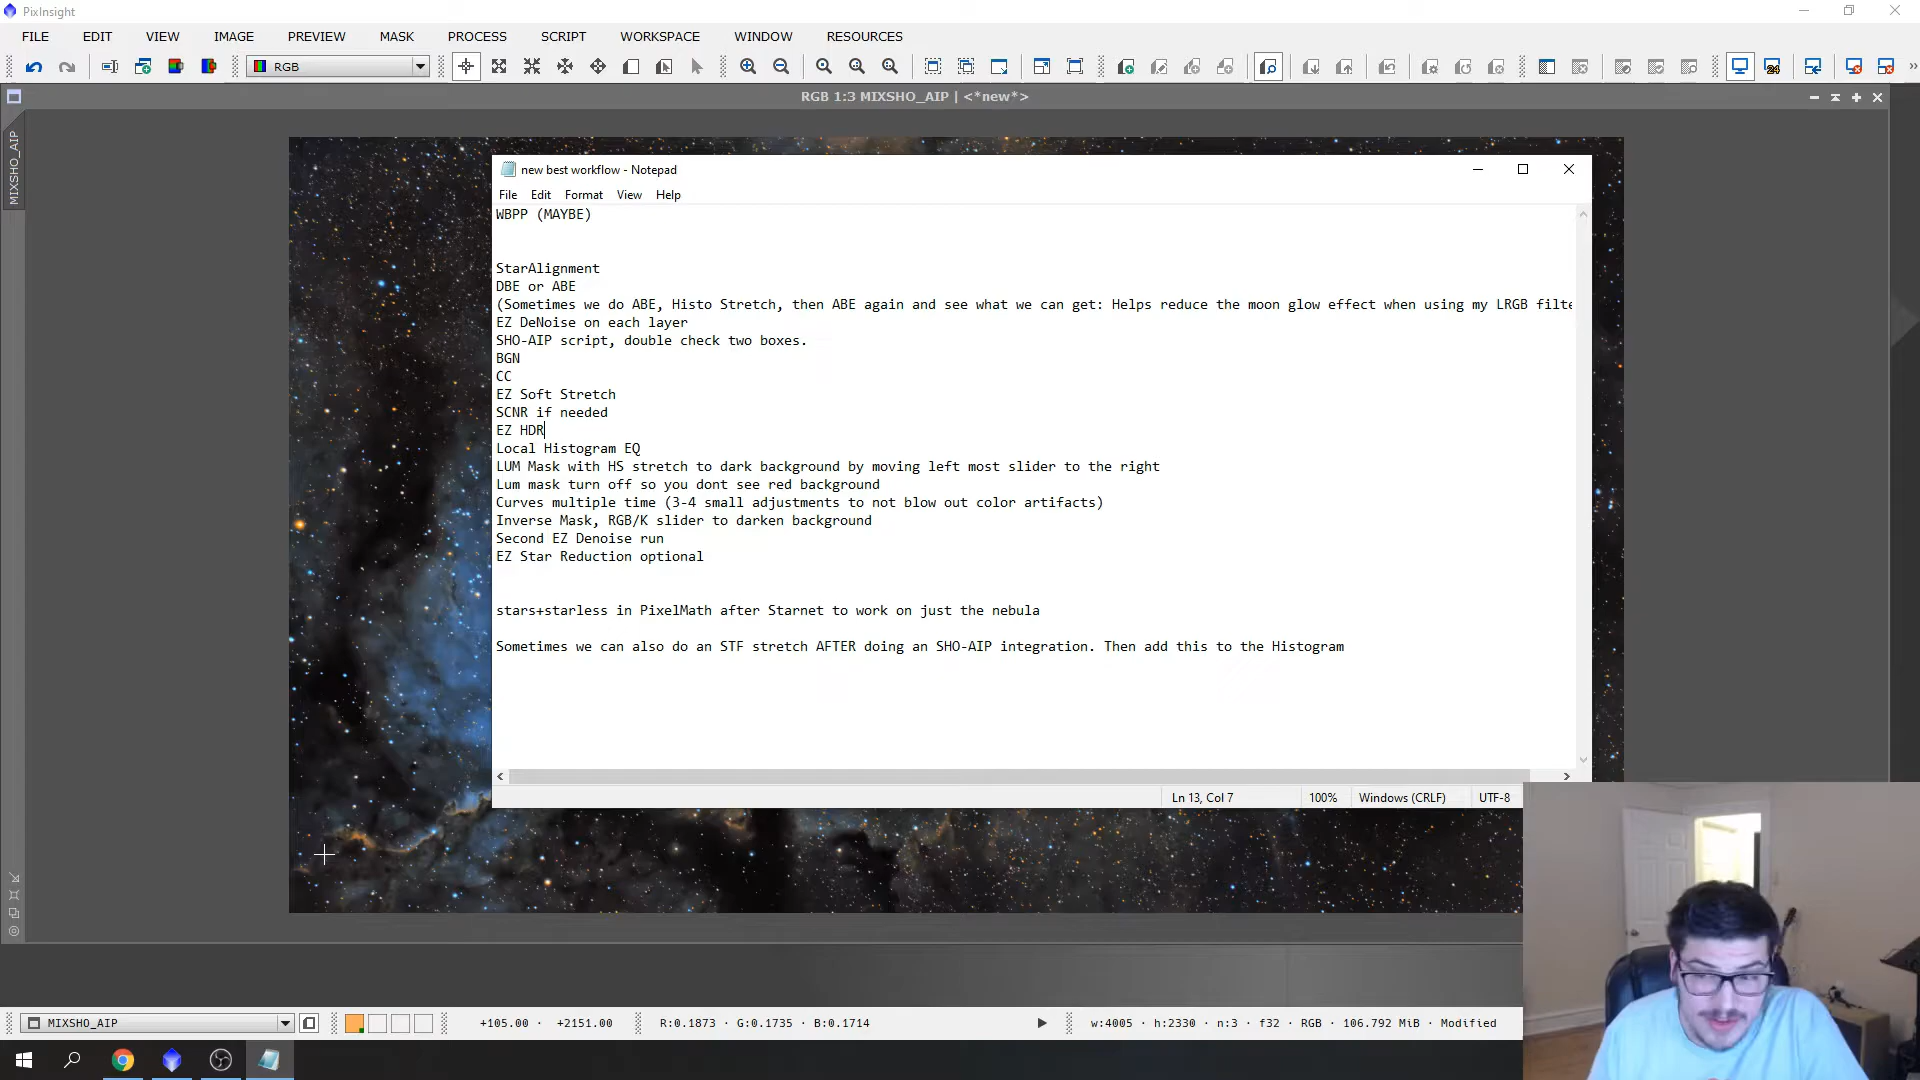 PixInsight
FILE EDIT VIEW IMAGE PREVIEW MASK PROCESS SCRIPT WORKSPACE WINDOW RESOURCES
RGB
24
RGB 1:3 MIXSHO_AIP | <*new*>
MIXSHO_AIP
new best workflow - Notepad
File Edit Format View Help
WBPP (MAYBE)
StarAlignment
DBE or ABE
(Sometimes we do ABE, Histo Stretch, then ABE again and see what we can get: Helps reduce the moon glow effect when using my LRGB filte
EZ DeNoise on each layer
SHO-AIP script, double check two boxes.
BGN
CC
EZ Soft Stretch
SCNR if needed
EZ HDR
Local Histogram EQ
LUM Mask with HS stretch to dark background by moving left most slider to the right
Lum mask turn off so you dont see red background
Curves multiple time (3-4 small adjustments to not blow out color artifacts)
Inverse Mask, RGB/K slider to darken background
Second EZ Denoise run
EZ Star Reduction optional
stars+starless in PixelMath after Starnet to work on just the nebula
Sometimes we can also do an STF stretch AFTER doing an SHO-AIP integration. Then add this to the Histogram
Ln 13, Col 7 100% Windows (CRLF) UTF-8
MIXSHO_AIP +105.00 · +2151.00 R:0.1873 · G:0.1735 · B:0.1714 w:4005 · h:2330 · n:3 · f32 · RGB · 106.792 MiB · Modified